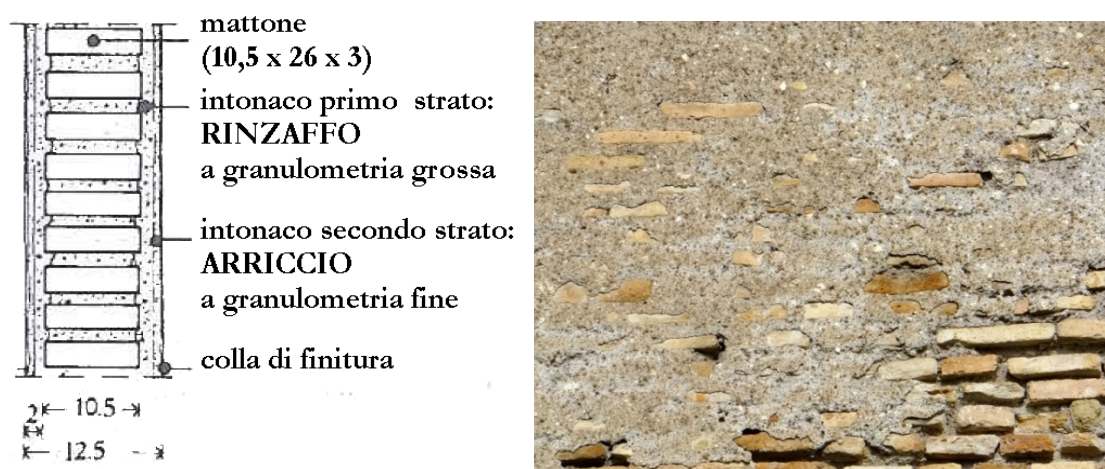 mattone
(10,5 x 26 x 3)
intonaco primo strato:
RINZAFFO
a granulometria grossa
intonaco secondo strato:
ARRICCIO
a granulometria fine
colla di finitura
2 10.5
12.5